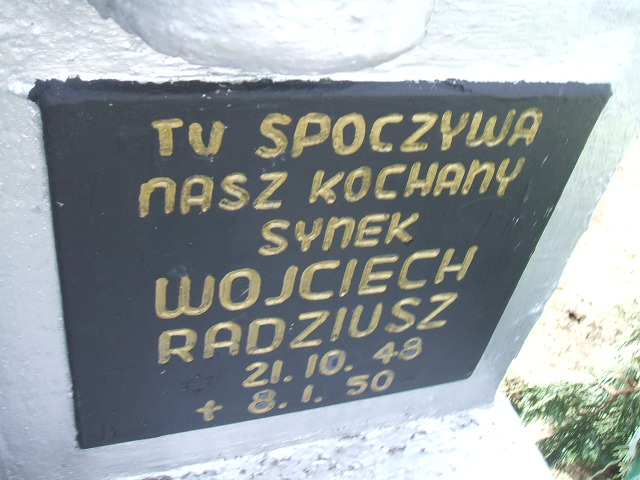 TU SPOCZYWA
NASZ KOCHANY
SYNEK
WOJCIECH
RADZIUSZ
21.10.48
+ 8.1.50